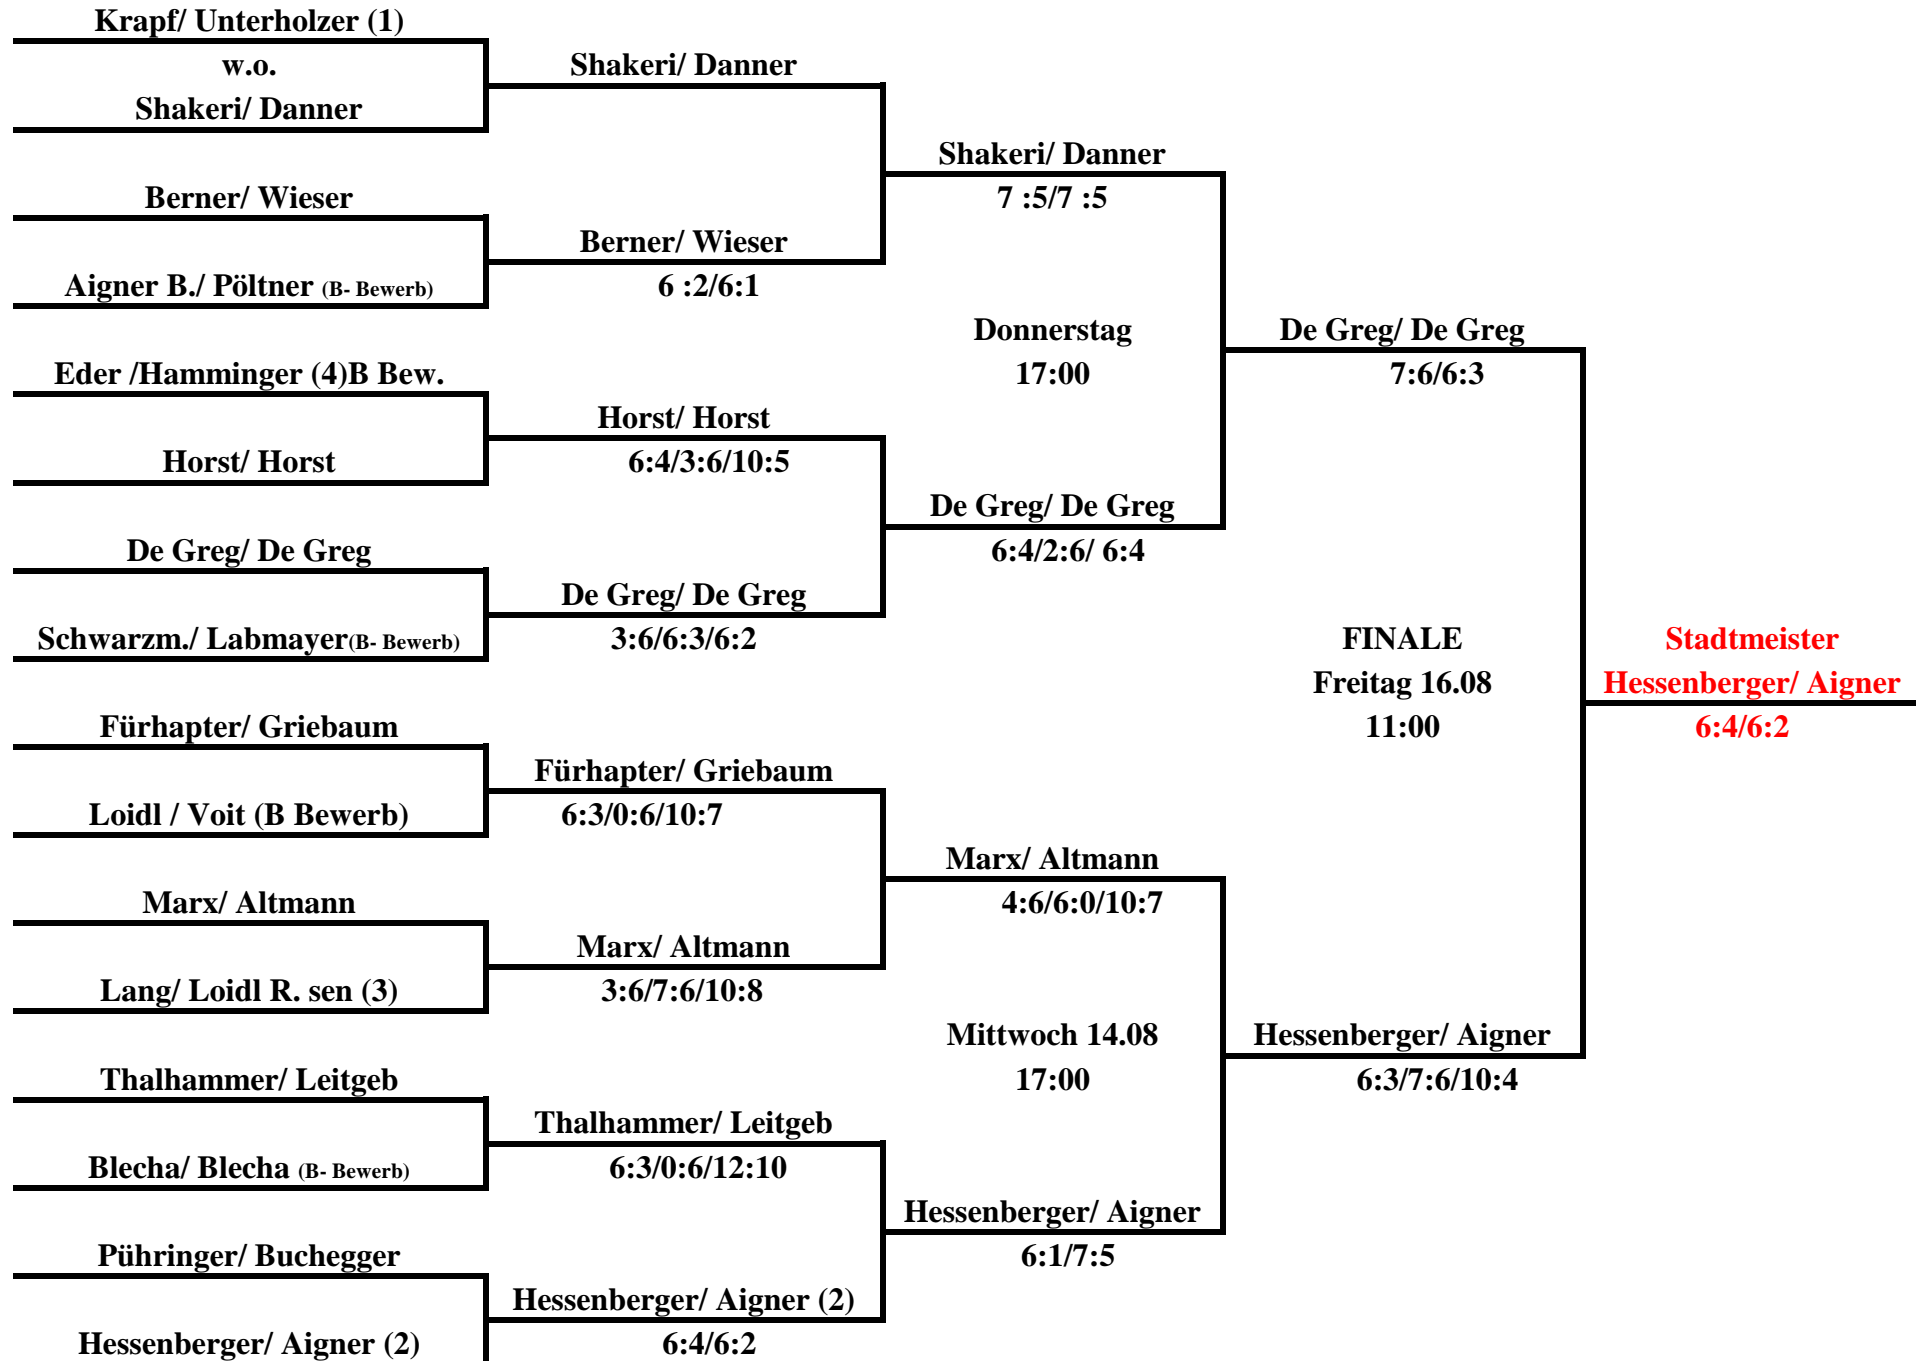 Krapf/ Unterholzer (1)
w.o.
Shakeri/ Danner
Shakeri/ Danner
Shakeri/ Danner
7 :5/7 :5
Berner/ Wieser
Berner/ Wieser
Aigner B./ Pöltner (B- Bewerb)
6 :2/6:1
Donnerstag
17:00
De Greg/ De Greg
7:6/6:3
Eder /Hamminger (4)B Bew.
Horst/ Horst
Horst/ Horst
6:4/3:6/10:5
De Greg/ De Greg
6:4/2:6/ 6:4
De Greg/ De Greg
De Greg/ De Greg
Schwarzm./ Labmayer(B- Bewerb)
3:6/6:3/6:2
FINALE
Freitag 16.08
11:00
Stadtmeister
Hessenberger/ Aigner
6:4/6:2
Fürhapter/ Griebaum
Fürhapter/ Griebaum
Loidl / Voit (B Bewerb)
6:3/0:6/10:7
Marx/ Altmann
4:6/6:0/10:7
Marx/ Altmann
Marx/ Altmann
Lang/ Loidl R. sen (3)
3:6/7:6/10:8
Mittwoch 14.08
17:00
Hessenberger/ Aigner
6:3/7:6/10:4
Thalhammer/ Leitgeb
Thalhammer/ Leitgeb
Blecha/ Blecha (B- Bewerb)
6:3/0:6/12:10
Hessenberger/ Aigner
6:1/7:5
Pühringer/ Buchegger
Hessenberger/ Aigner (2)
Hessenberger/ Aigner (2)
6:4/6:2